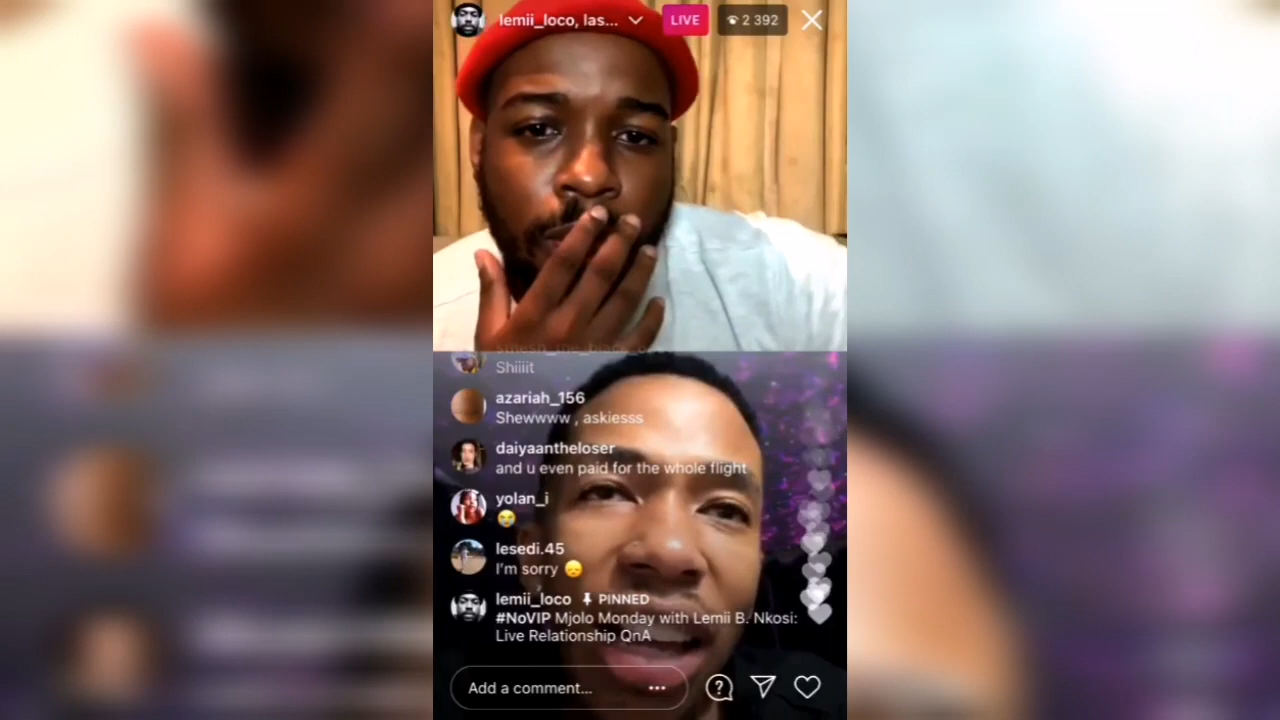 lemii_loco, las...
LIVE
2 392
Shiiiit
azariah_156
Shewwww , askiesss
daiyaantheloser
and u even paid for the whole flight
yolan_i
😭
lesedi.45
I'm sorry 😞
lemii_loco PINNED
#NoVIP Mjolo Monday with Lemii B. Nkosi:
Live Relationship QnA
Add a comment...